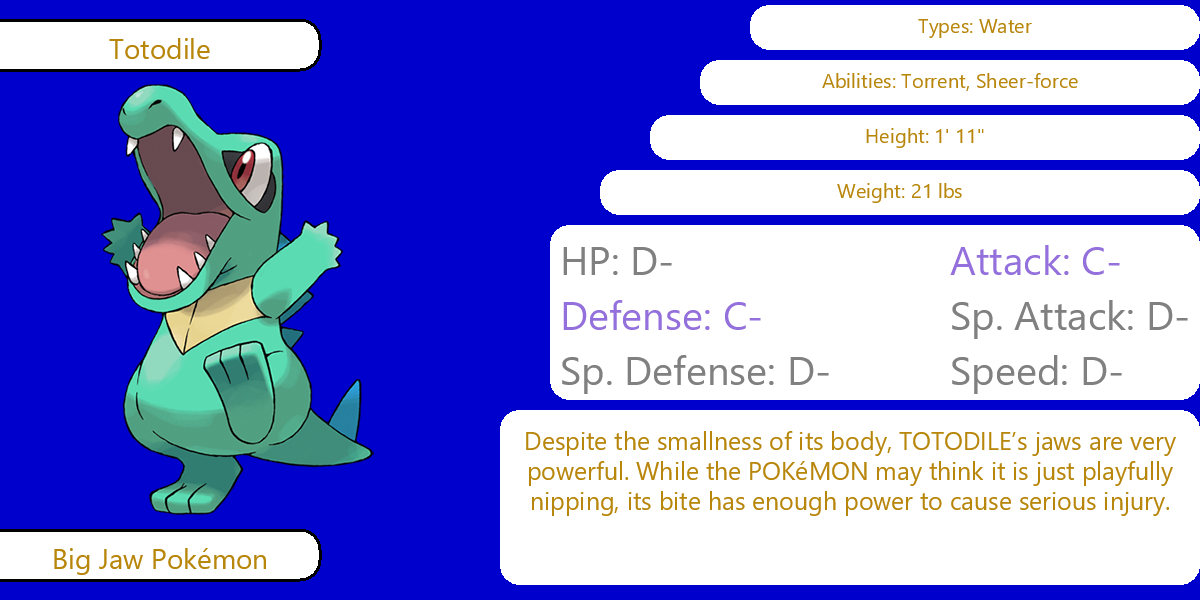 Totodile
Big Jaw Pokémon
Types: Water
Abilities: Torrent, Sheer-force
Height: 1' 11"
Weight: 21 lbs
HP: D-
Attack: C-
Defense: C-
Sp. Attack: D-
Sp. Defense: D-
Speed: D-
Despite the smallness of its body, TOTODILE’s jaws are very
powerful. While the POKéMON may think it is just playfully
nipping, its bite has enough power to cause serious injury.